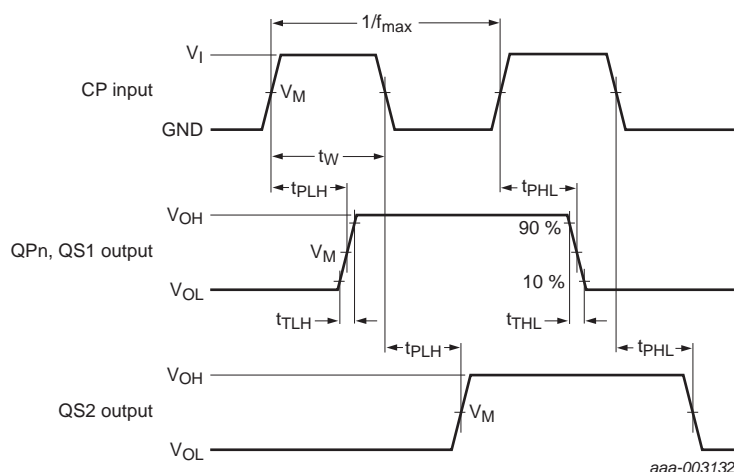 1/fmax
VI
CP input
VM
GND
tW
tPLH
tPHL
VOH
90 %
QPn, QS1 output
VM
10 %
VOL
tTLH
tTHL
tPLH
tPHL
VOH
QS2 output
VM
VOL
aaa-003132